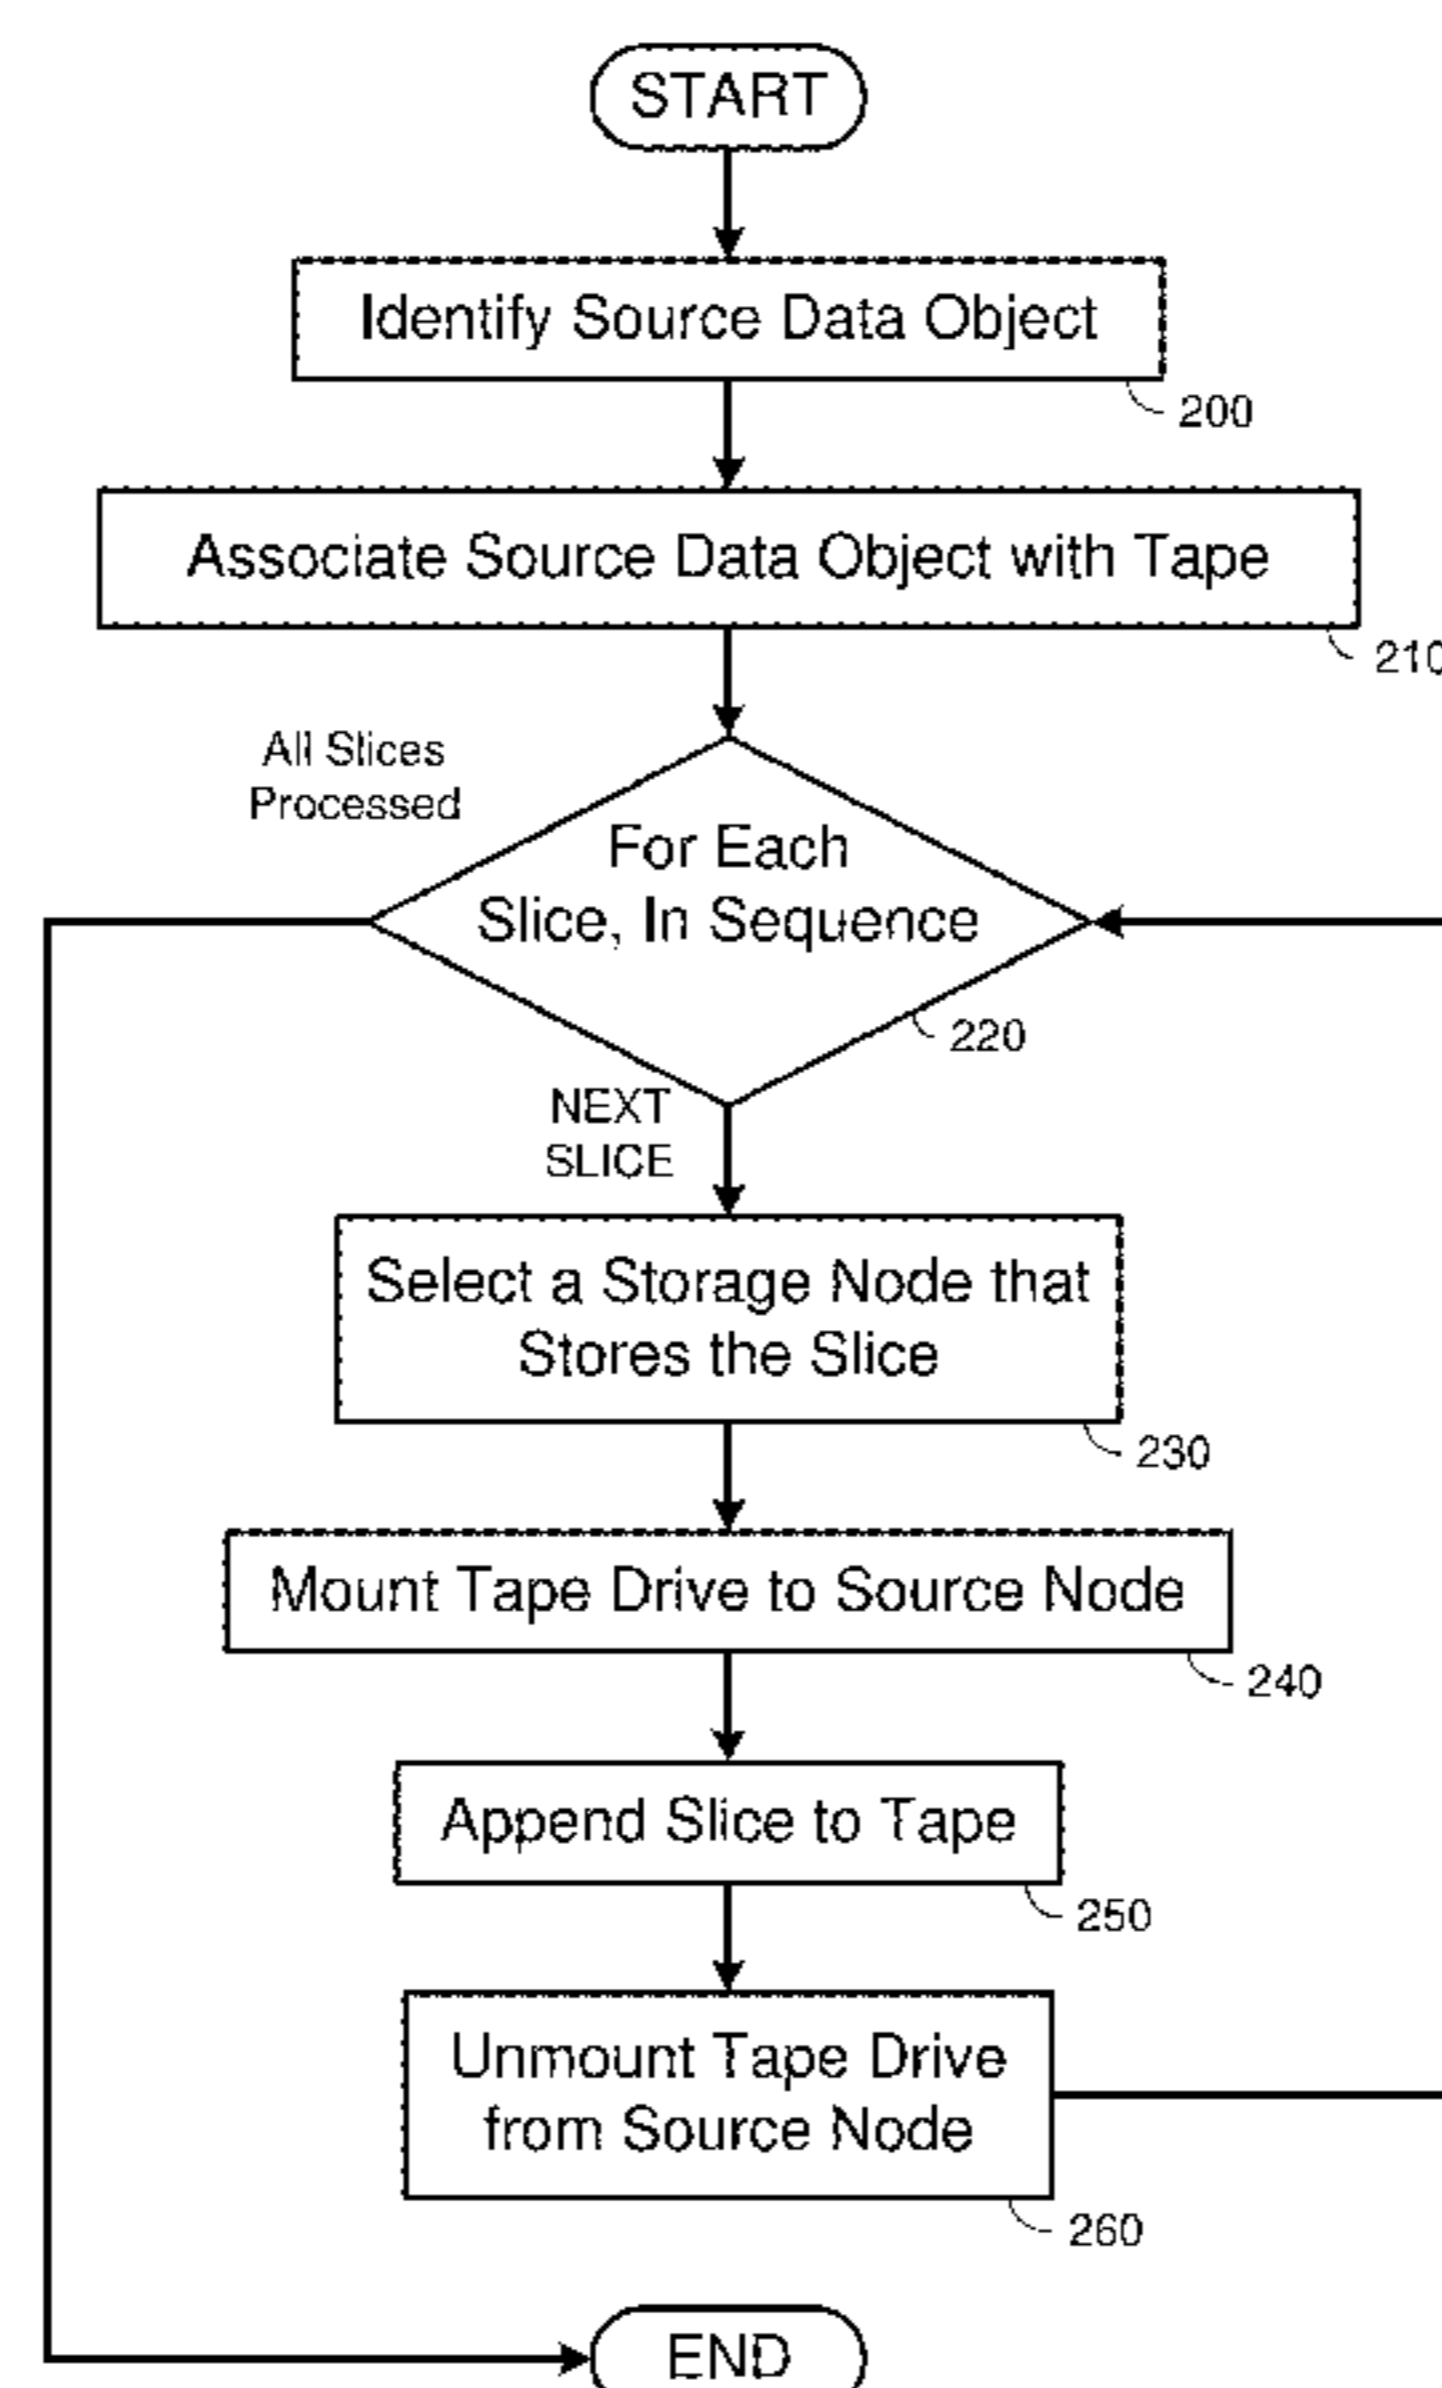 START
Identify Source Data Object
200
Associate Source Data Object with Tape
210
All Slices
Processed
For Each
Slice, In Sequence
220
NEXT
SLICE
Select a Storage Node that
Stores the Slice
230
Mount Tape Drive to Source Node
240
Append Slice to Tape
250
Unmount Tape Drive
from Source Node
260
END